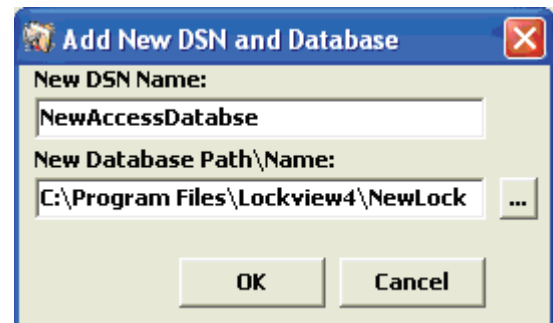 Add New DSN and Database
New DSN Name:
NewAccessDatabse
New Database Path\Name:
C:\Program Files\Lockview4\NewLock
...
OK Cancel